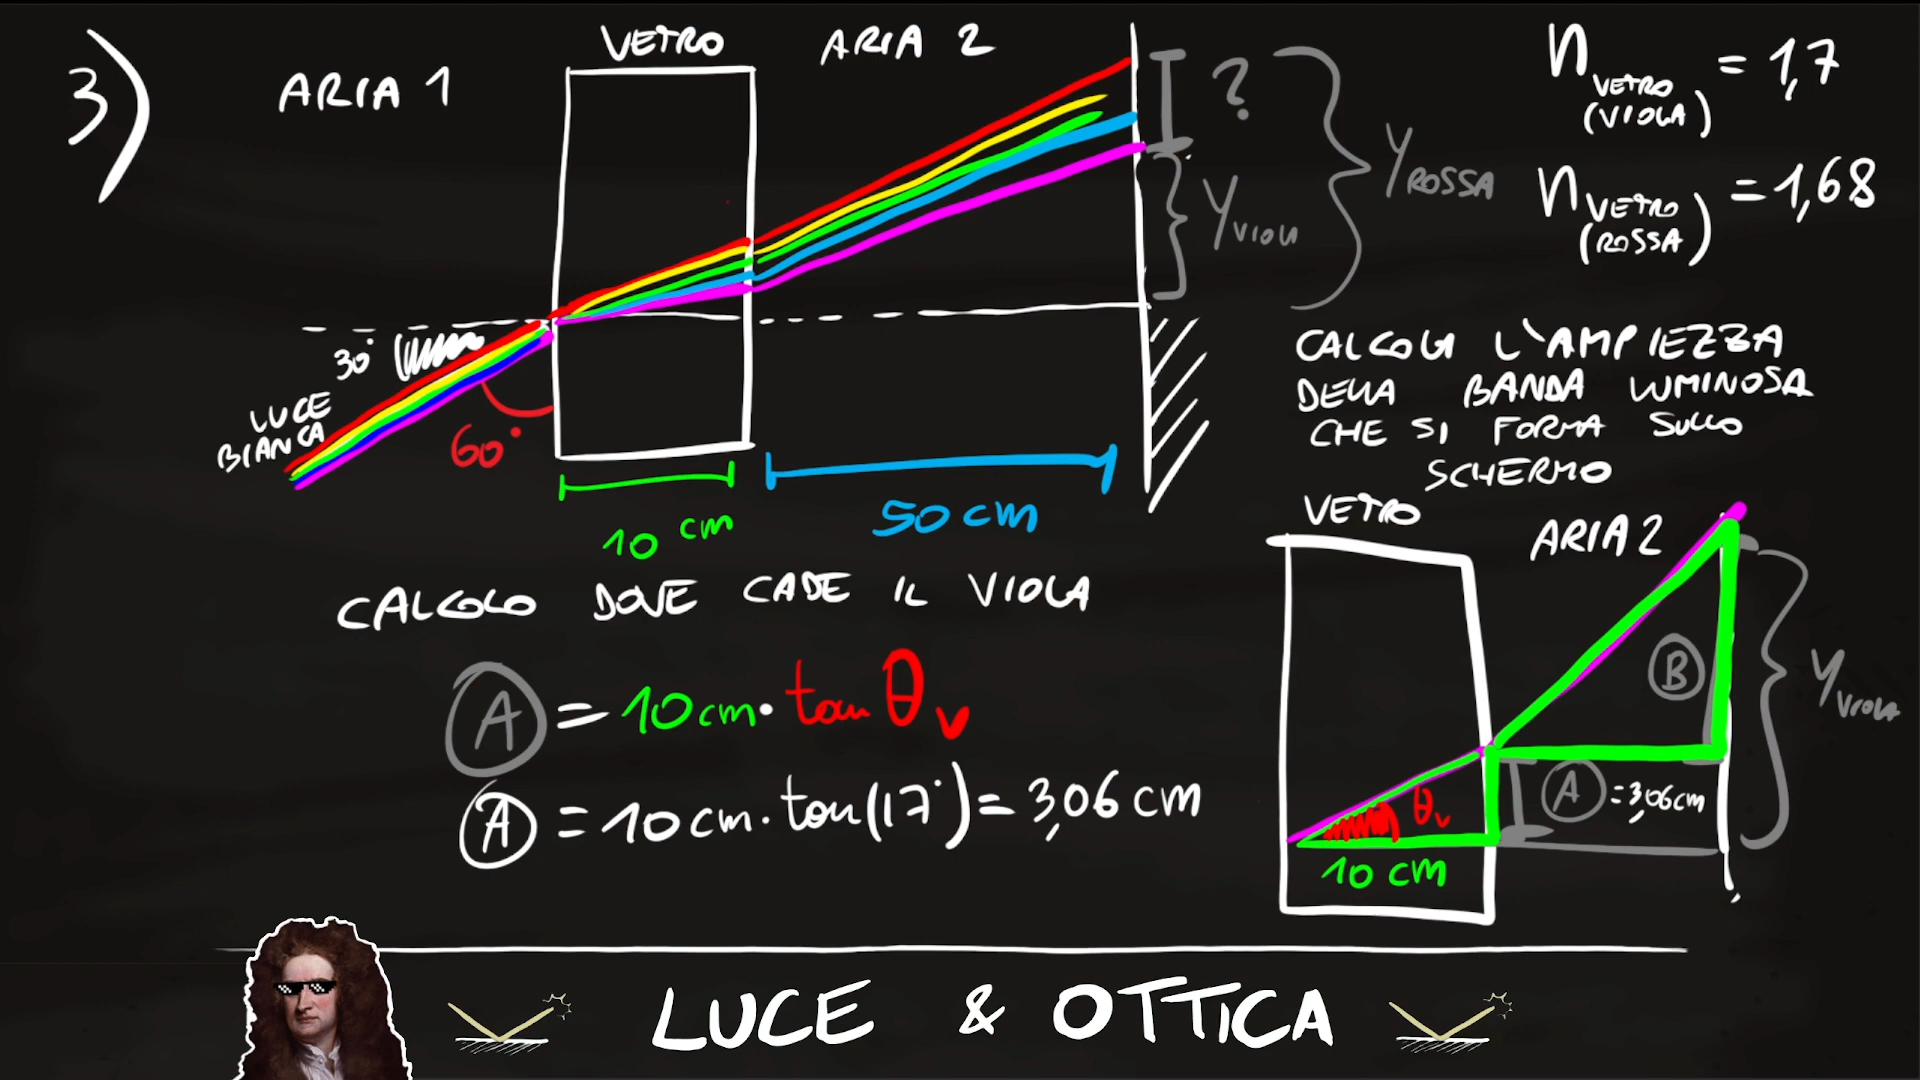 3)
ARIA 1
VETRO
ARIA 2
?
Y VIOLA
Y ROSSA
n VETRO (VIOLA) = 1,7
n VETRO (ROSSA) = 1,68
30°
LUCE
BIANCA
60°
10 cm
50 cm
CALCOLA L'AMPIEZZA
DELLA BANDA LUMINOSA
CHE SI FORMA SULLO
SCHERMO
CALCOLO DOVE CADE IL VIOLA
A = 10 cm · tan θv
A = 10 cm · tan(17°) = 3,06 cm
VETRO
ARIA 2
B
Y VIOLA
A = 3,06 cm
θv
10 cm
LUCE & OTTICA